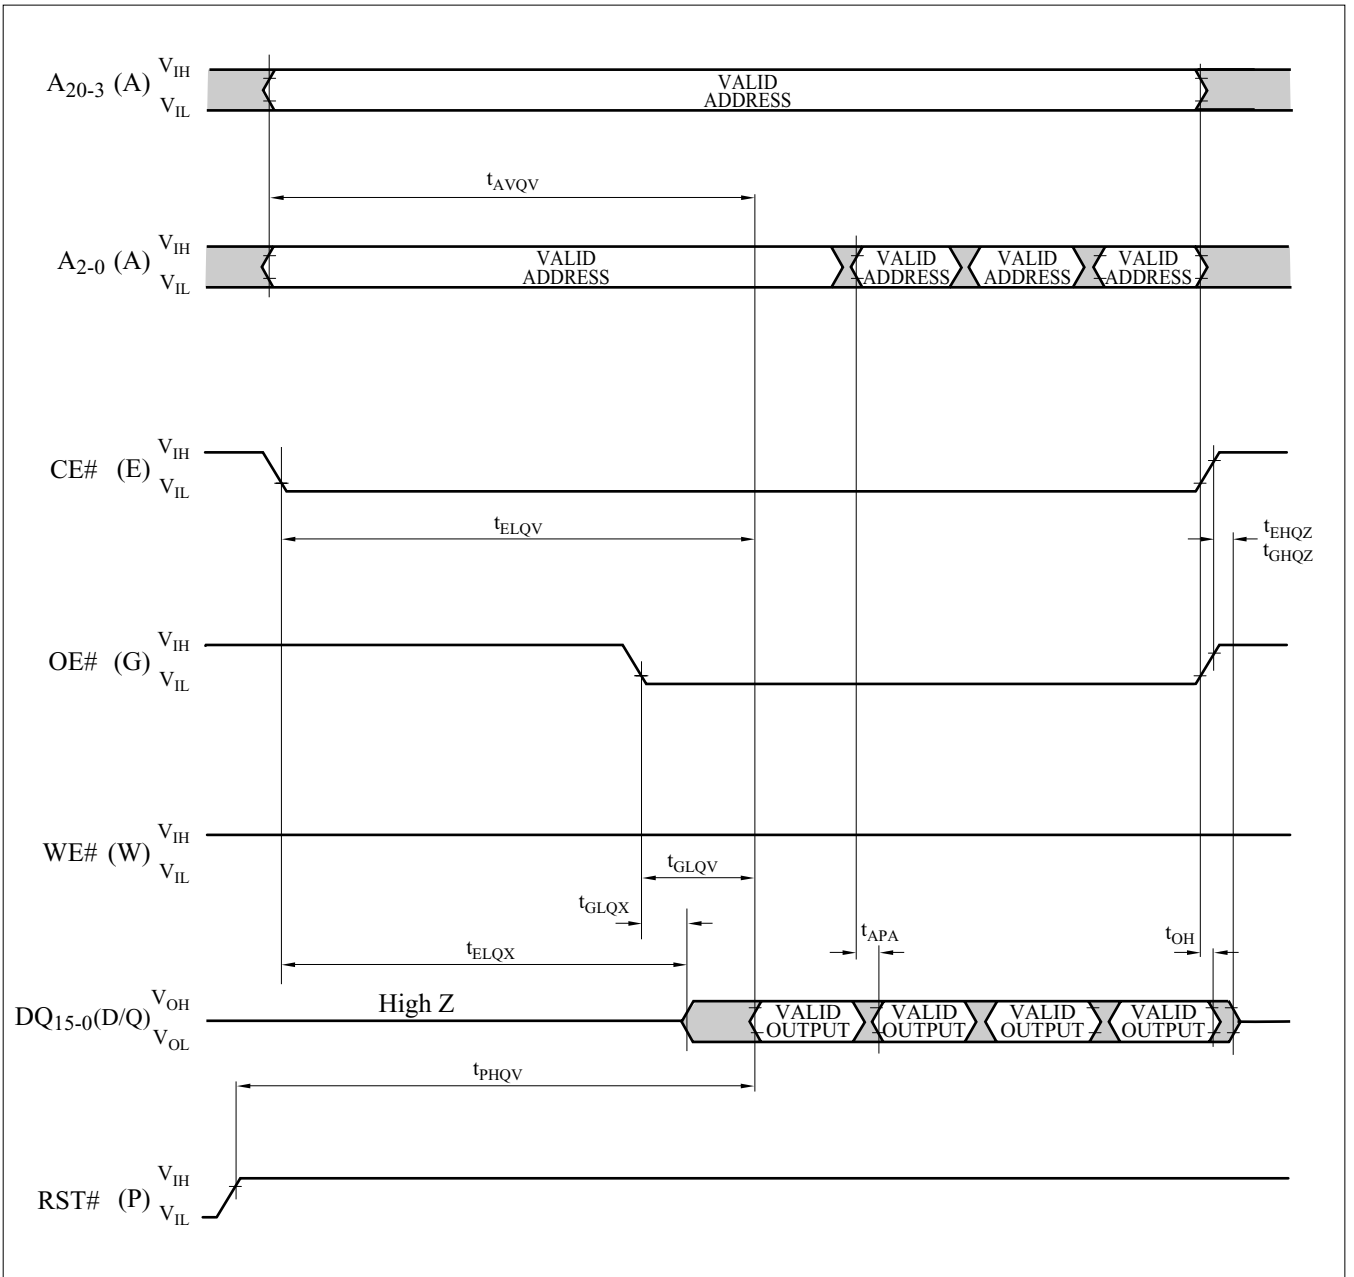 A20-3 (A) VIH
VIL
VALID
ADDRESS
tAVQV
A2-0 (A) VIH
VIL
VALID
ADDRESS
VALID
ADDRESS
VALID
ADDRESS
VALID
ADDRESS
CE# (E) VIH
VIL
tELQV
tEHQZ
tGHQZ
OE# (G) VIH
VIL
WE# (W) VIH
VIL
tGLQV
tGLQX
tELQX
tAPA
tOH
DQ15-0(D/Q) VOH
VOL
High Z
VALID
OUTPUT
VALID
OUTPUT
VALID
OUTPUT
VALID
OUTPUT
tPHQV
RST# (P) VIH
VIL